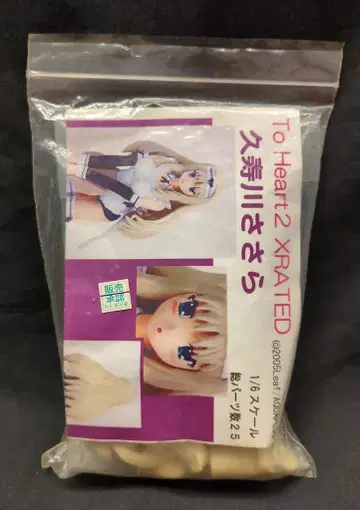 To Heart2 XRATED
久寿川ささら
©2005Leaf/AQU
1/6スケール
総パーツ数25
販売
承認